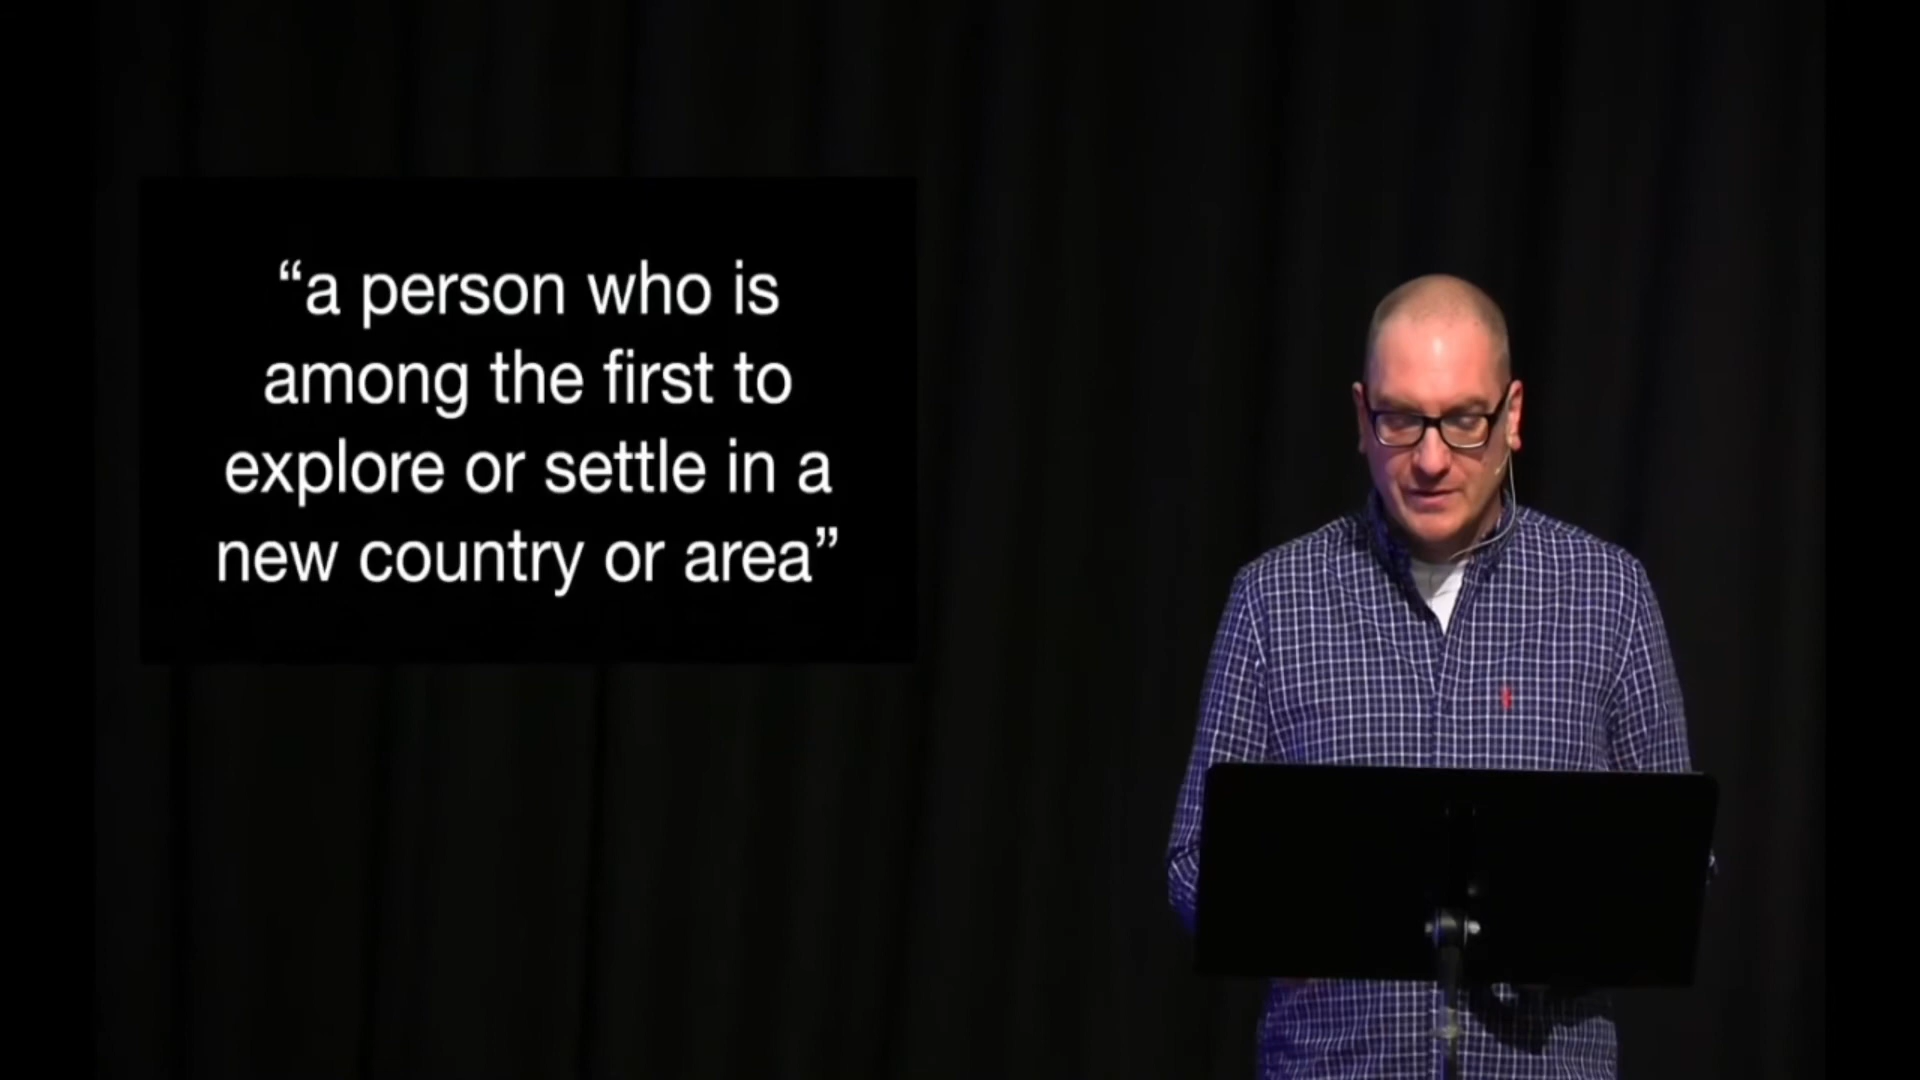 “a person who is
among the first to
explore or settle in a
new country or area”